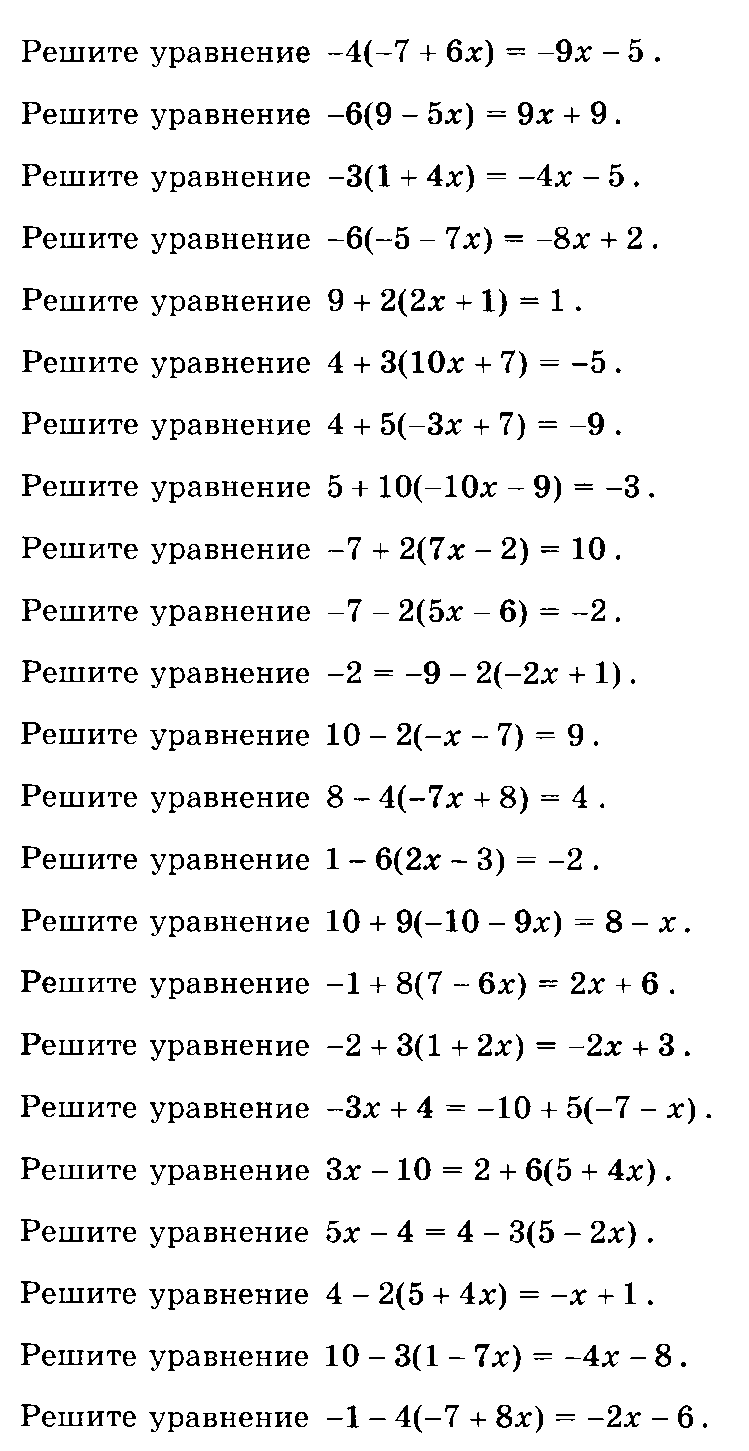 Решите уравнение –4(–7 + 6x) = –9x – 5 .
Решите уравнение –6(9 – 5x) = 9x + 9 .
Решите уравнение –3(1 + 4x) = –4x – 5 .
Решите уравнение –6(–5 – 7x) = –8x + 2 .
Решите уравнение 9 + 2(2x + 1) = 1 .
Решите уравнение 4 + 3(10x + 7) = –5 .
Решите уравнение 4 + 5(–3x + 7) = –9 .
Решите уравнение 5 + 10(–10x – 9) = –3 .
Решите уравнение –7 + 2(7x – 2) = 10 .
Решите уравнение –7 – 2(5x – 6) = –2 .
Решите уравнение –2 = –9 – 2(–2x + 1) .
Решите уравнение 10 – 2(–x – 7) = 9 .
Решите уравнение 8 – 4(–7x + 8) = 4 .
Решите уравнение 1 – 6(2x – 3) = –2 .
Решите уравнение 10 + 9(–10 – 9x) = 8 – x .
Решите уравнение –1 + 8(7 – 6x) = 2x + 6 .
Решите уравнение –2 + 3(1 + 2x) = –2x + 3 .
Решите уравнение –3x + 4 = –10 + 5(–7 – x) .
Решите уравнение 3x – 10 = 2 + 6(5 + 4x) .
Решите уравнение 5x – 4 = 4 – 3(5 – 2x) .
Решите уравнение 4 – 2(5 + 4x) = –x + 1 .
Решите уравнение 10 – 3(1 – 7x) = –4x – 8 .
Решите уравнение –1 – 4(–7 + 8x) = –2x – 6 .